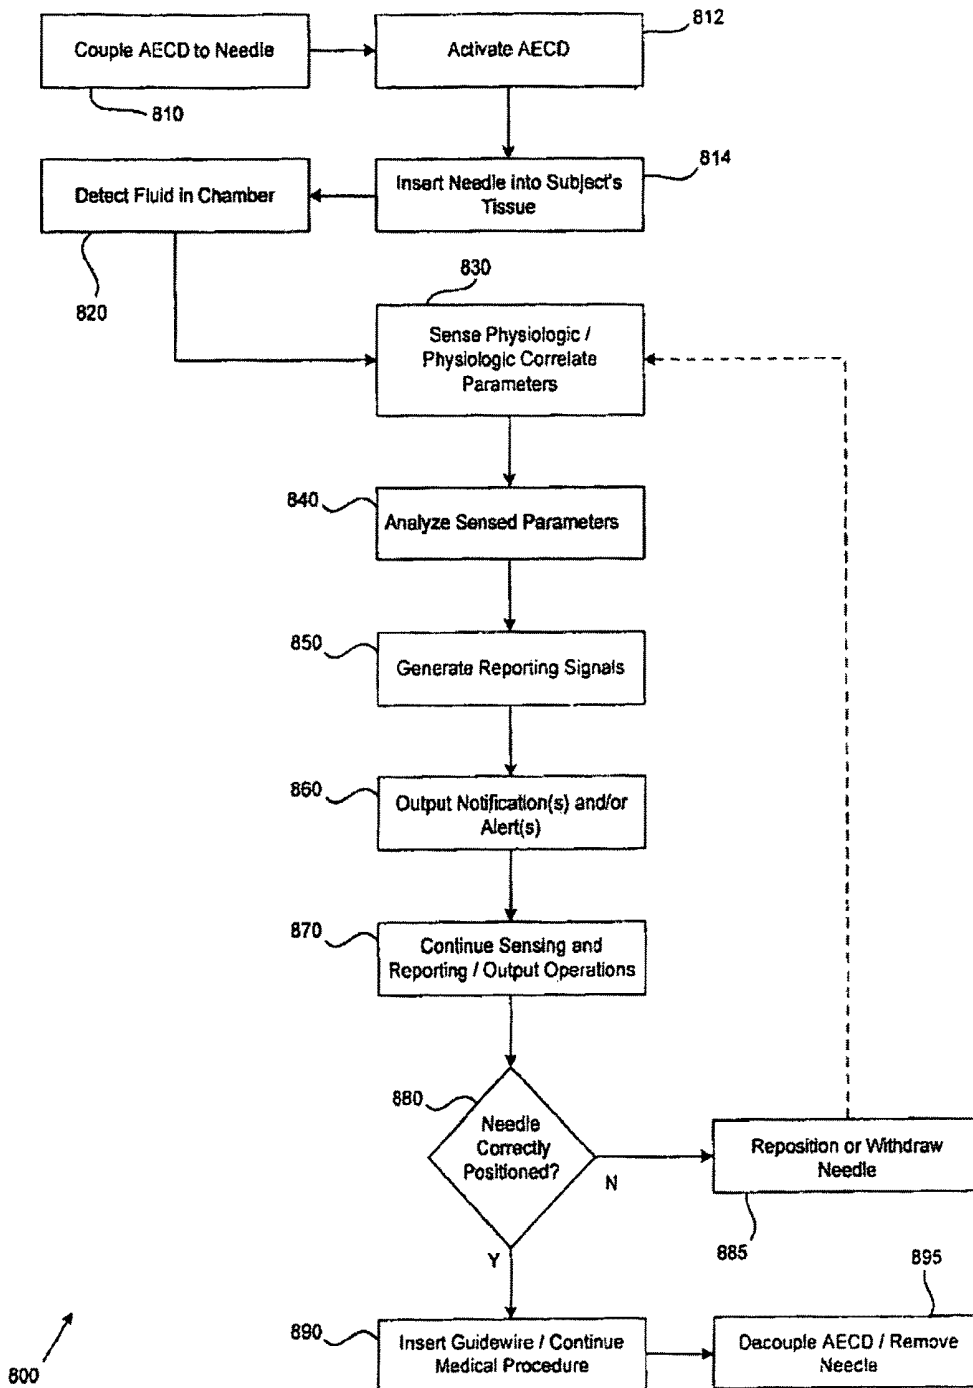 812
Couple AECD to Needle
Activate AECD
810
814
Detect Fluid in Chamber
Insert Needle into Subject's
Tissue
820
830
Sense Physiologic /
Physiologic Correlate
Parameters
840
Analyze Sensed Parameters
850
Generate Reporting Signals
860
Output Notification(s) and/or
Alert(s)
870
Continue Sensing and
Reporting / Output Operations
880
Needle
Correctly
Positioned?
N
Reposition or Withdraw
Needle
885
Y
895
890
Insert Guidewire / Continue
Medical Procedure
Decouple AECD / Remove
Needle
800